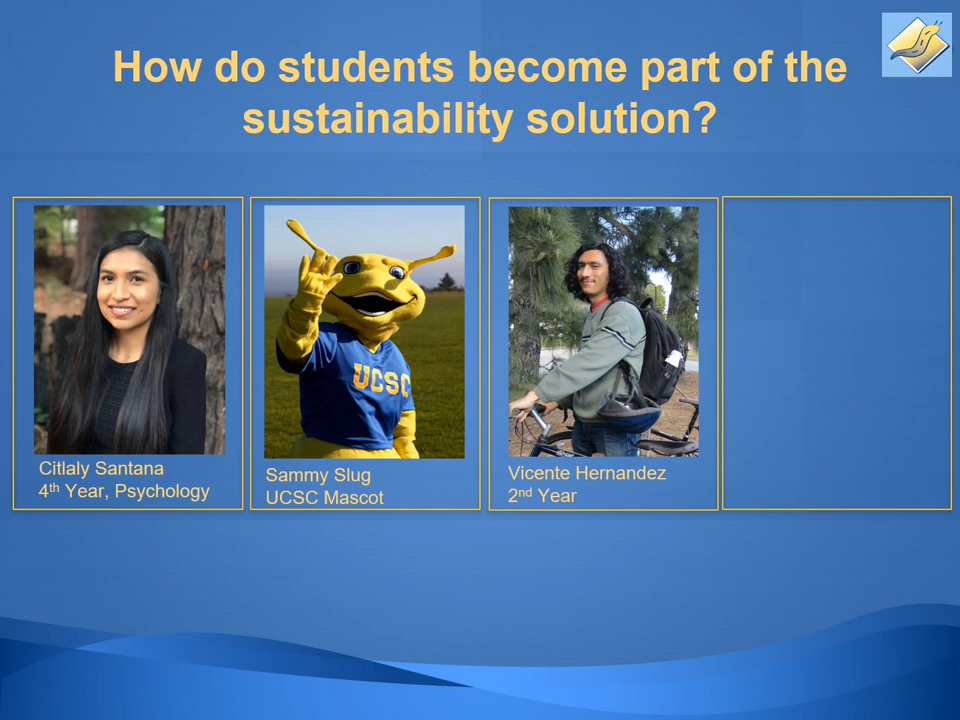 How do students become part of the
sustainability solution?
UCSC
Citlaly Santana
4th Year, Psychology
Sammy Slug
UCSC Mascot
Vicente Hernandez
2nd Year